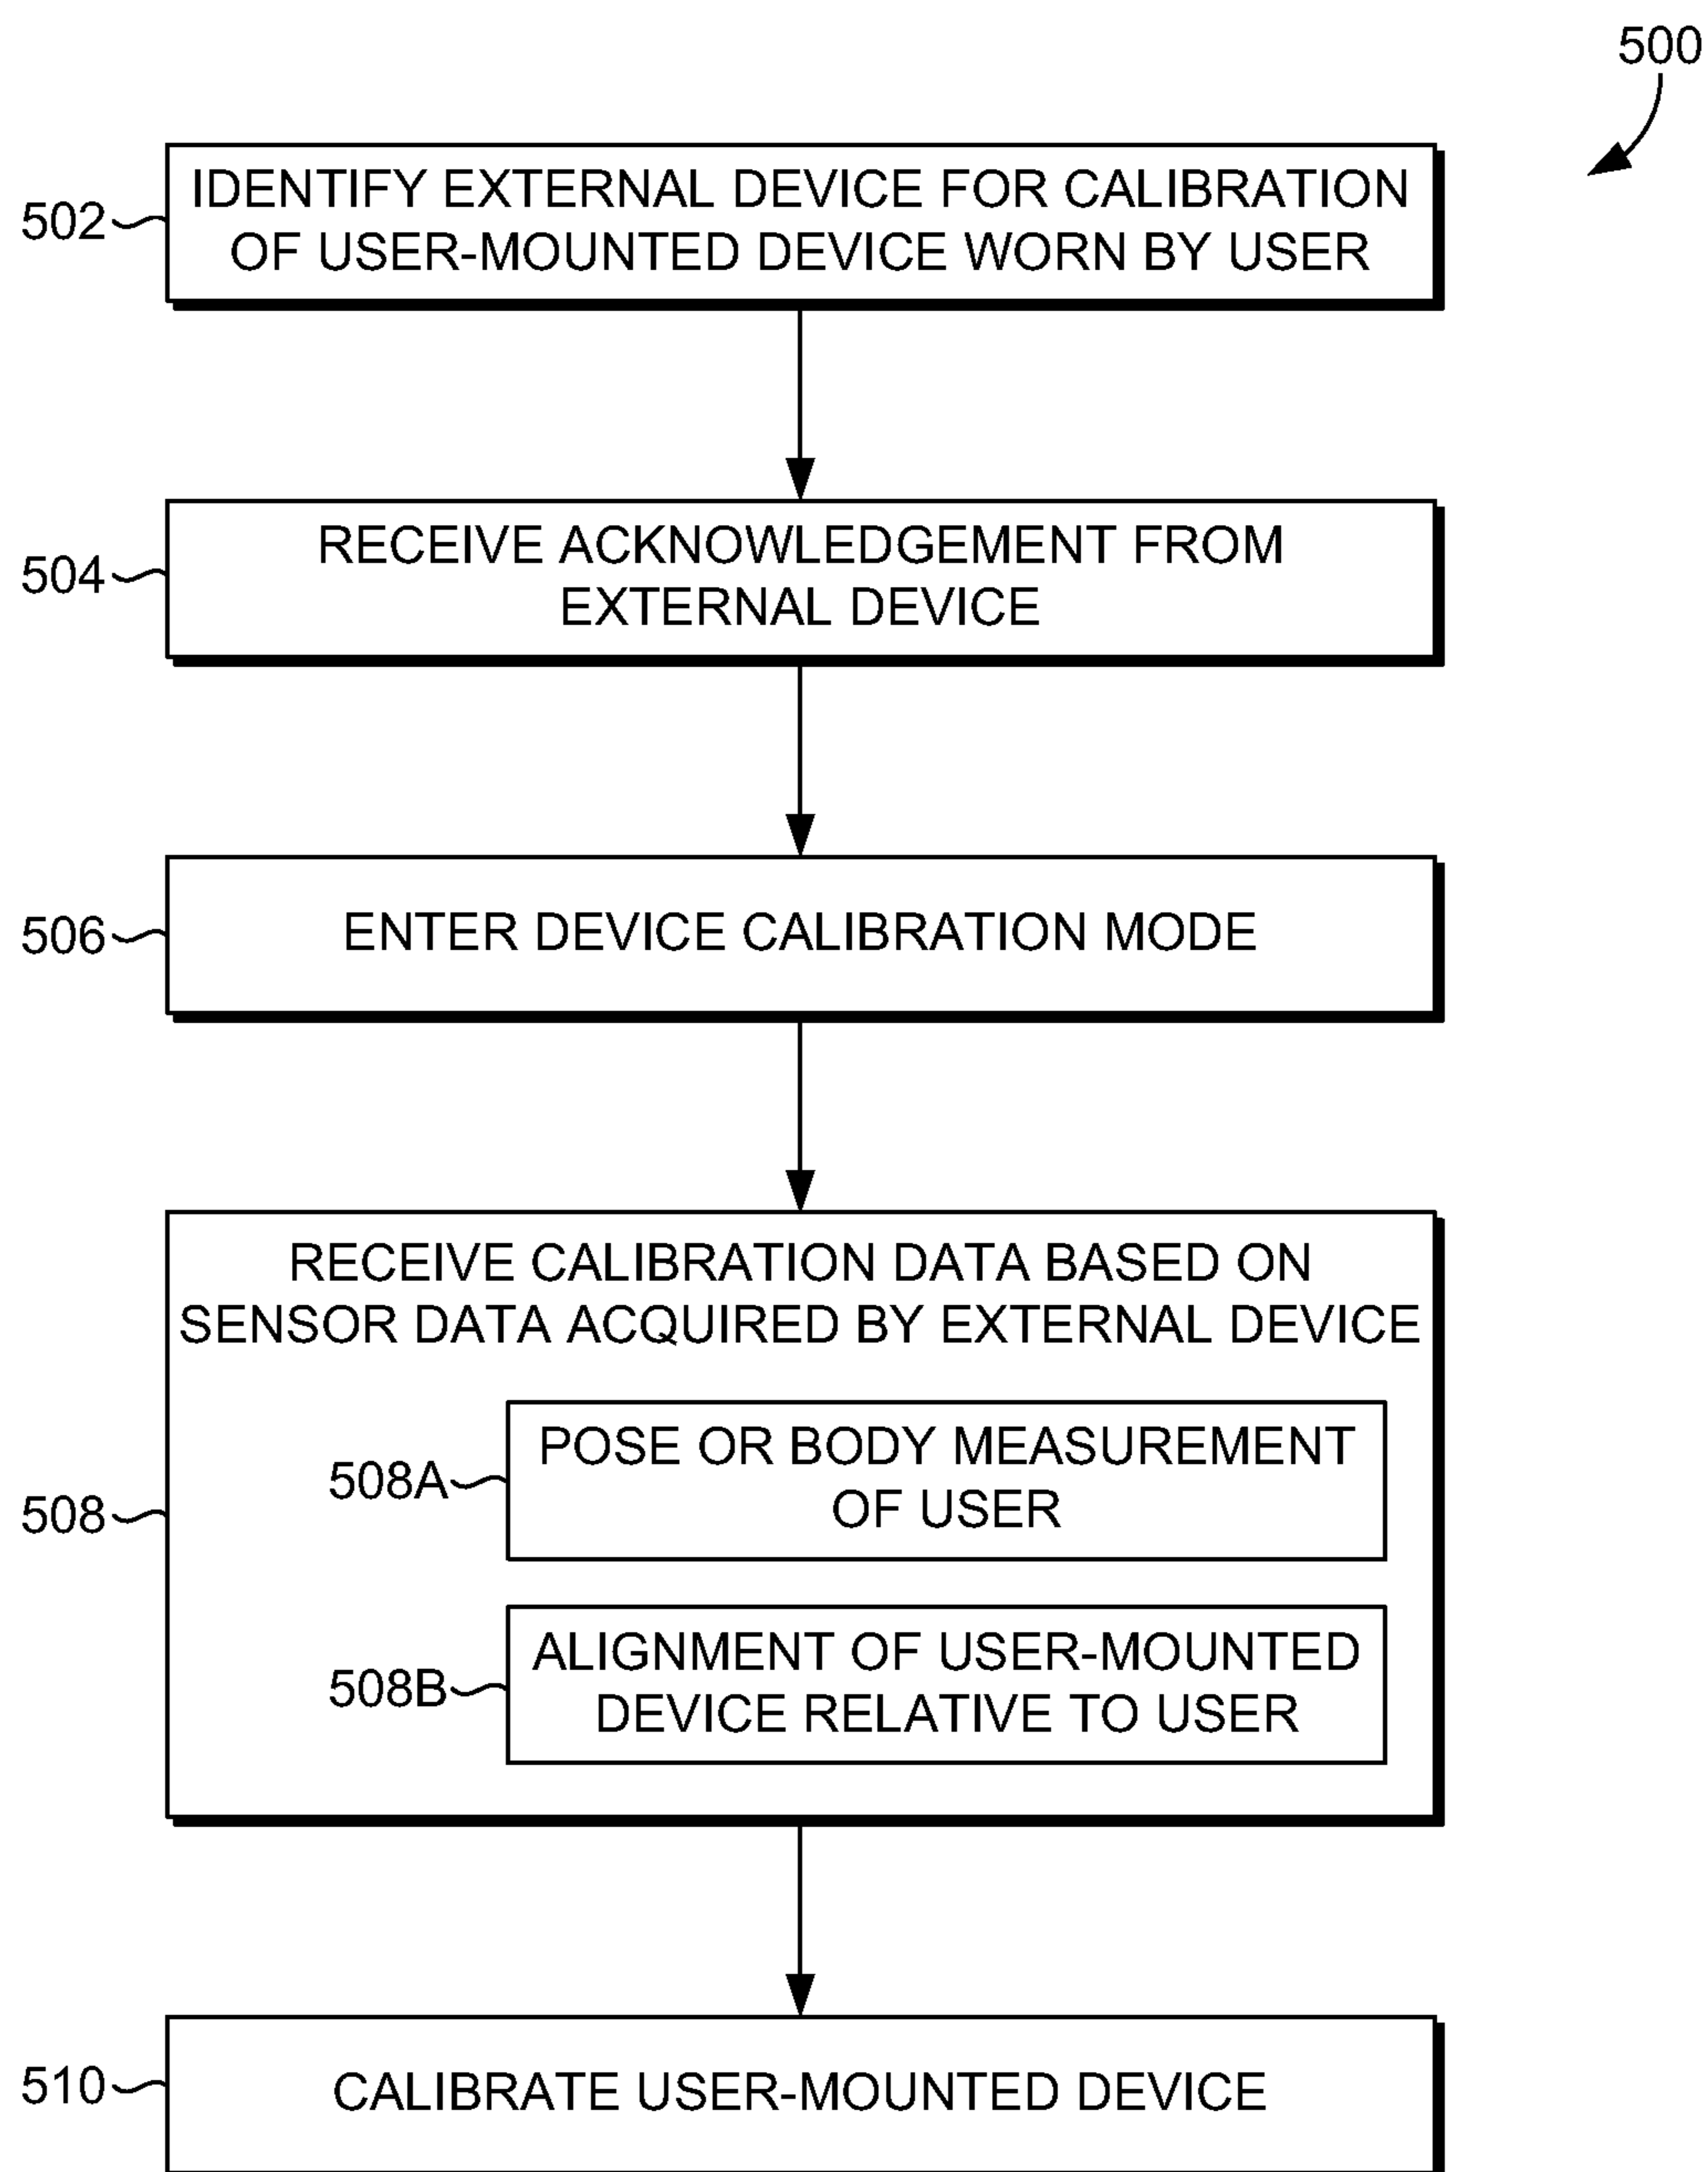 500
502
IDENTIFY EXTERNAL DEVICE FOR CALIBRATION
OF USER-MOUNTED DEVICE WORN BY USER
504
RECEIVE ACKNOWLEDGEMENT FROM
EXTERNAL DEVICE
506
ENTER DEVICE CALIBRATION MODE
508
RECEIVE CALIBRATION DATA BASED ON
SENSOR DATA ACQUIRED BY EXTERNAL DEVICE
508A
POSE OR BODY MEASUREMENT
OF USER
508B
ALIGNMENT OF USER-MOUNTED
DEVICE RELATIVE TO USER
510
CALIBRATE USER-MOUNTED DEVICE